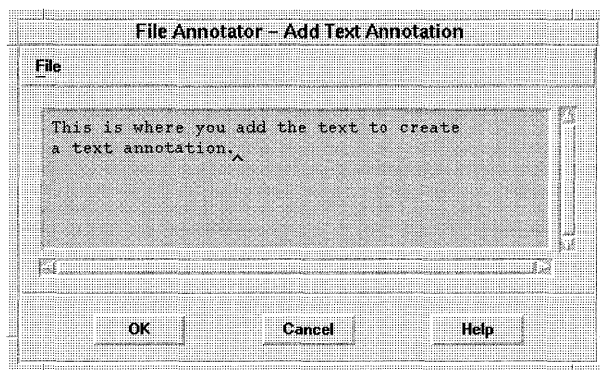 File Annotator – Add Text Annotation
File
This is where you add the text to create
a text annotation.
OK Cancel Help